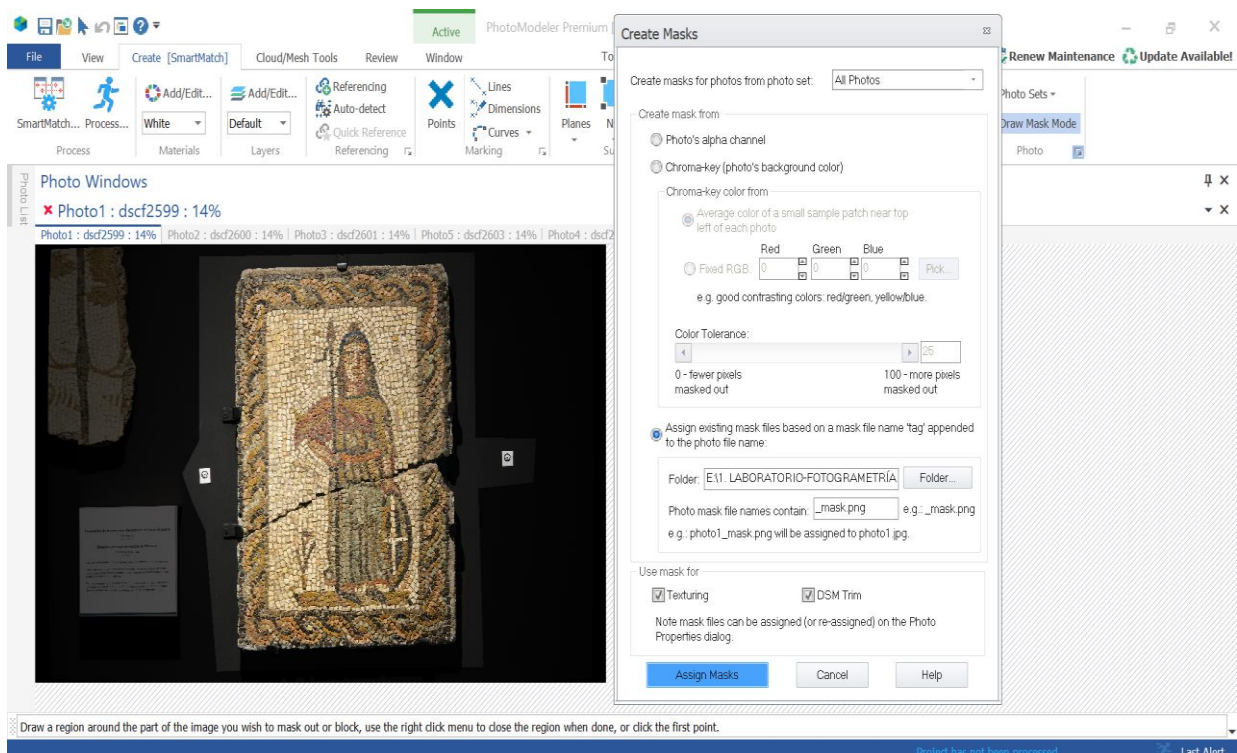 Active
PhotoModeler Premium [
File
View
Create [SmartMatch]
Cloud/Mesh Tools
Review
Window
To
Renew Maintenance
Update Available!
SmartMatch...
Process...
Add/Edit...
White
Add/Edit...
Default
Referencing
Auto-detect
Quick Reference
Points
Lines
Dimensions
Curves
Planes
N
Photo Sets
Draw Mask Mode
Process
Materials
Layers
Referencing
Marking
Su
Photo
Photo List
Photo Windows
Photo1 : dscf2599 : 14%
Photo1 : dscf2599 : 14%
Photo2 : dscf2600 : 14%
Photo3 : dscf2601 : 14%
Photo5 : dscf2603 : 14%
Photo4 : dscf2
Create Masks
Create masks for photos from photo set:
All Photos
Create mask from
Photo's alpha channel
Chroma-key (photo's background color)
Chroma-key color from
Average color of a small sample patch near top
left of each photo
Red Green Blue
Fixed RGB: 0 0 0 Pick...
e.g. good contrasting colors: red/green, yellow/blue.
Color Tolerance:
25
0 - fewer pixels
masked out
100 - more pixels
masked out
Assign existing mask files based on a mask file name 'tag' appended
to the photo file name:
Folder: E:\1. LABORATORIO-FOTOGRAMETRÍA Folder...
Photo mask file names contain: _mask.png e.g.: _mask.png
e.g.: photo1_mask.png will be assigned to photo1.jpg.
Use mask for
Texturing
DSM Trim
Note mask files can be assigned (or re-assigned) on the Photo
Properties dialog.
Assign Masks
Cancel
Help
Draw a region around the part of the image you wish to mask out or block, use the right click menu to close the region when done, or click the first point.
Project has not been processed
Last Alert